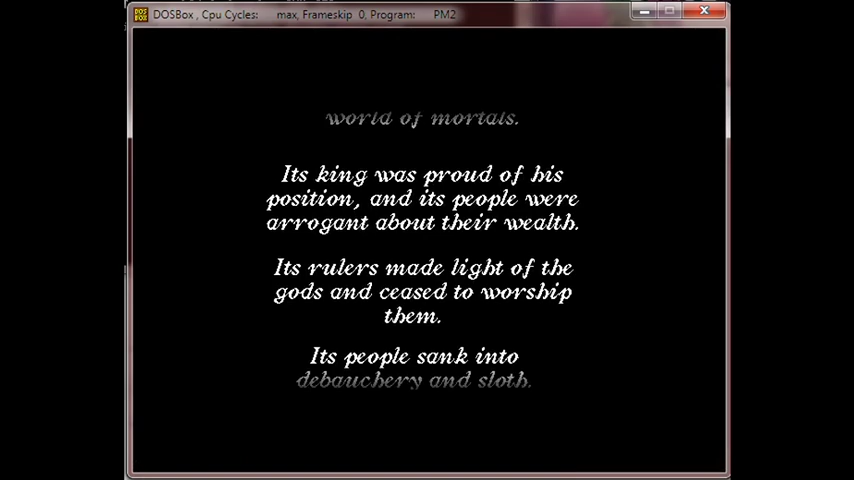 DOSBox , Cpu Cycles: max, Frameskip 0, Program: PM2
world of mortals.
Its king was proud of his
position, and its people were
arrogant about their wealth.
Its rulers made light of the
gods and ceased to worship
them.
Its people sank into
debauchery and sloth.